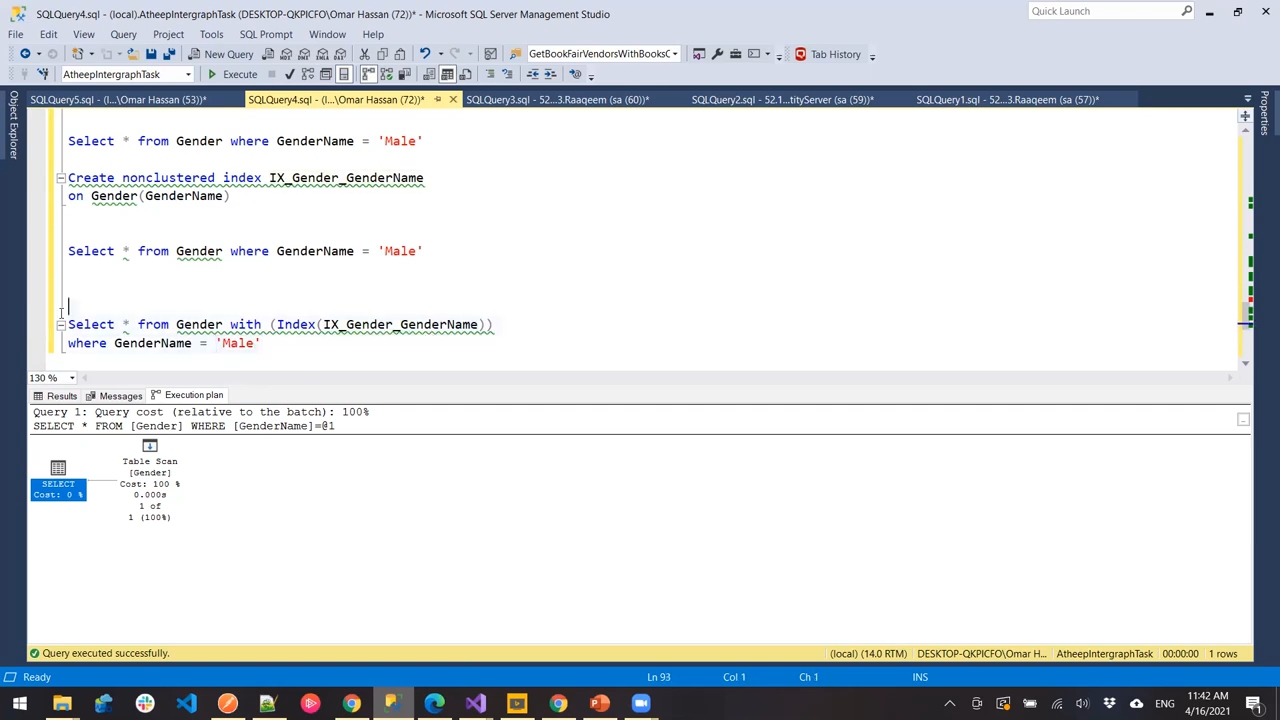 SQLQuery4.sql - (local).AtheepIntergraphTask (DESKTOP-QKPICFO\Omar Hassan (72))* - Microsoft SQL Server Management Studio
Quick Launch
File Edit View Query Project Tools SQL Prompt Window Help
New Query
MDX DMX XMLA DAX
GetBookFairVendorsWithBooksC
Tab History
AtheepIntergraphTask
Execute
SQLQuery5.sql - (l...\Omar Hassan (53))*
SQLQuery4.sql - (l...\Omar Hassan (72))*
SQLQuery3.sql - 52...3.Raaqeem (sa (60))*
SQLQuery2.sql - 52.1...tityServer (sa (59))*
SQLQuery1.sql - 52...3.Raaqeem (sa (57))*
Object Explorer
Properties
Select * from Gender where GenderName = 'Male'
Create nonclustered index IX_Gender_GenderName
on Gender(GenderName)
Select * from Gender where GenderName = 'Male'
Select * from Gender with (Index(IX_Gender_GenderName))
where GenderName = 'Male'
130 %
Results Messages Execution plan
Query 1: Query cost (relative to the batch): 100%
SELECT * FROM [Gender] WHERE [GenderName]=@1
SELECT
Cost: 0 %
Table Scan
[Gender]
Cost: 100 %
0.000s
1 of
1 (100%)
Query executed successfully.
(local) (14.0 RTM)
DESKTOP-QKPICFO\Omar H...
AtheepIntergraphTask
00:00:00
1 rows
Ready
Ln 93
Col 1
Ch 1
INS
ENG
11:42 AM
4/16/2021
1